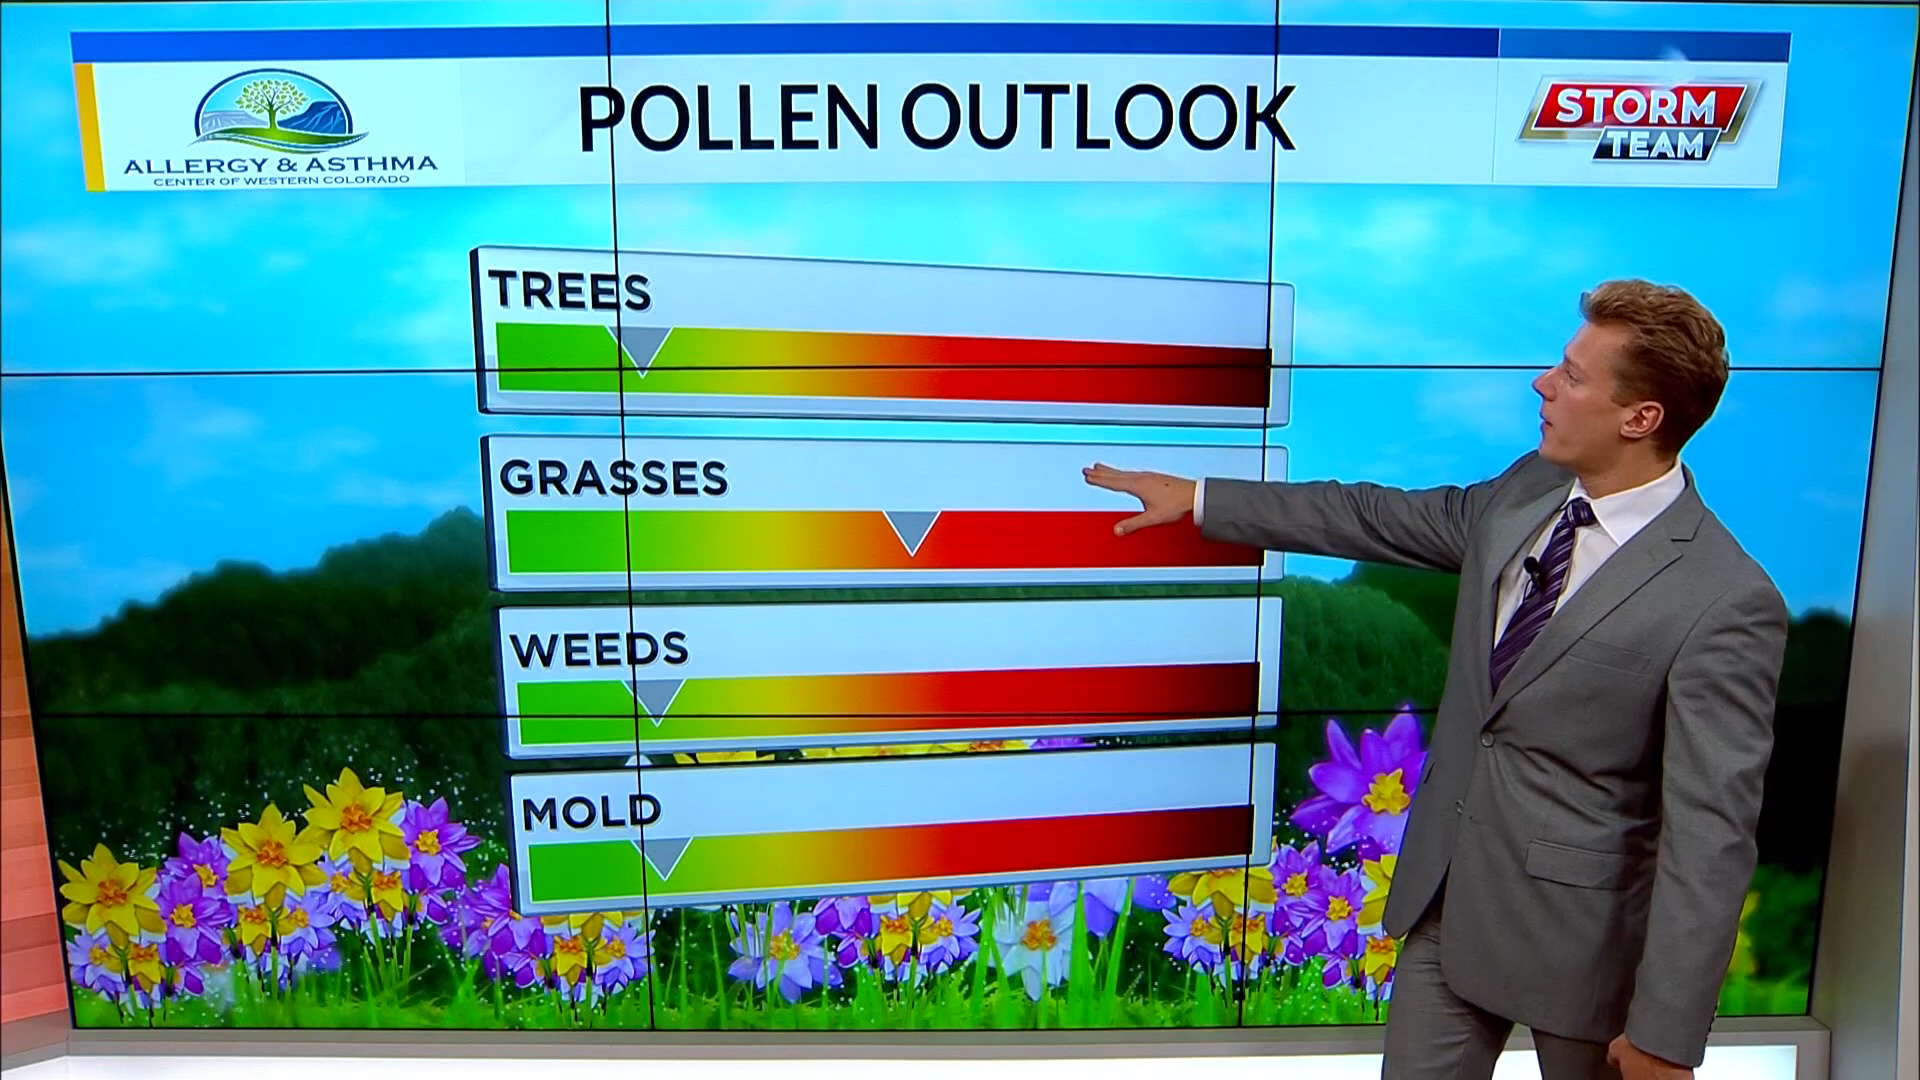 POLLEN OUTLOOK
ALLERGY & ASTHMA
CENTER OF WESTERN COLORADO
STORM
TEAM
TREES
GRASSES
WEEDS
MOLD